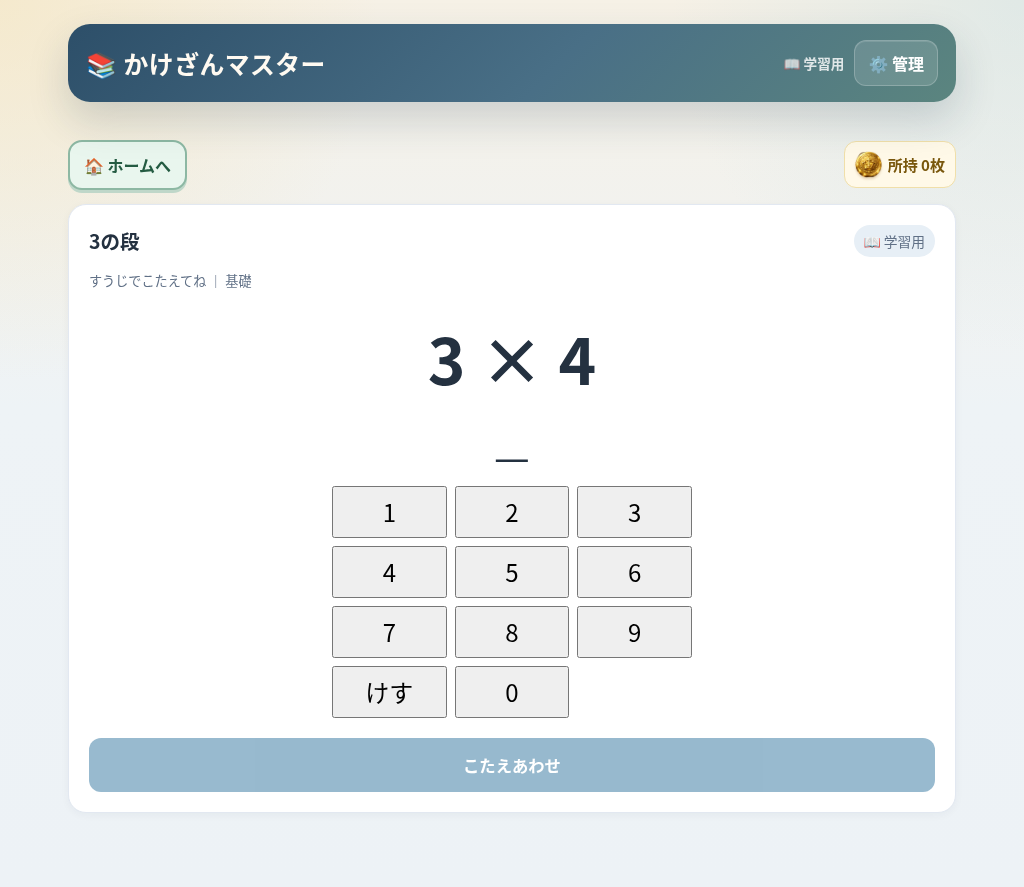 📚 かけざんマスター
📖 学習用
⚙️ 管理
🏠 ホームへ
所持 0枚
3の段
📖 学習用
すうじでこたえてね ｜ 基礎
3 × 4
—
1 2 3
4 5 6
7 8 9
けす 0
こたえあわせ